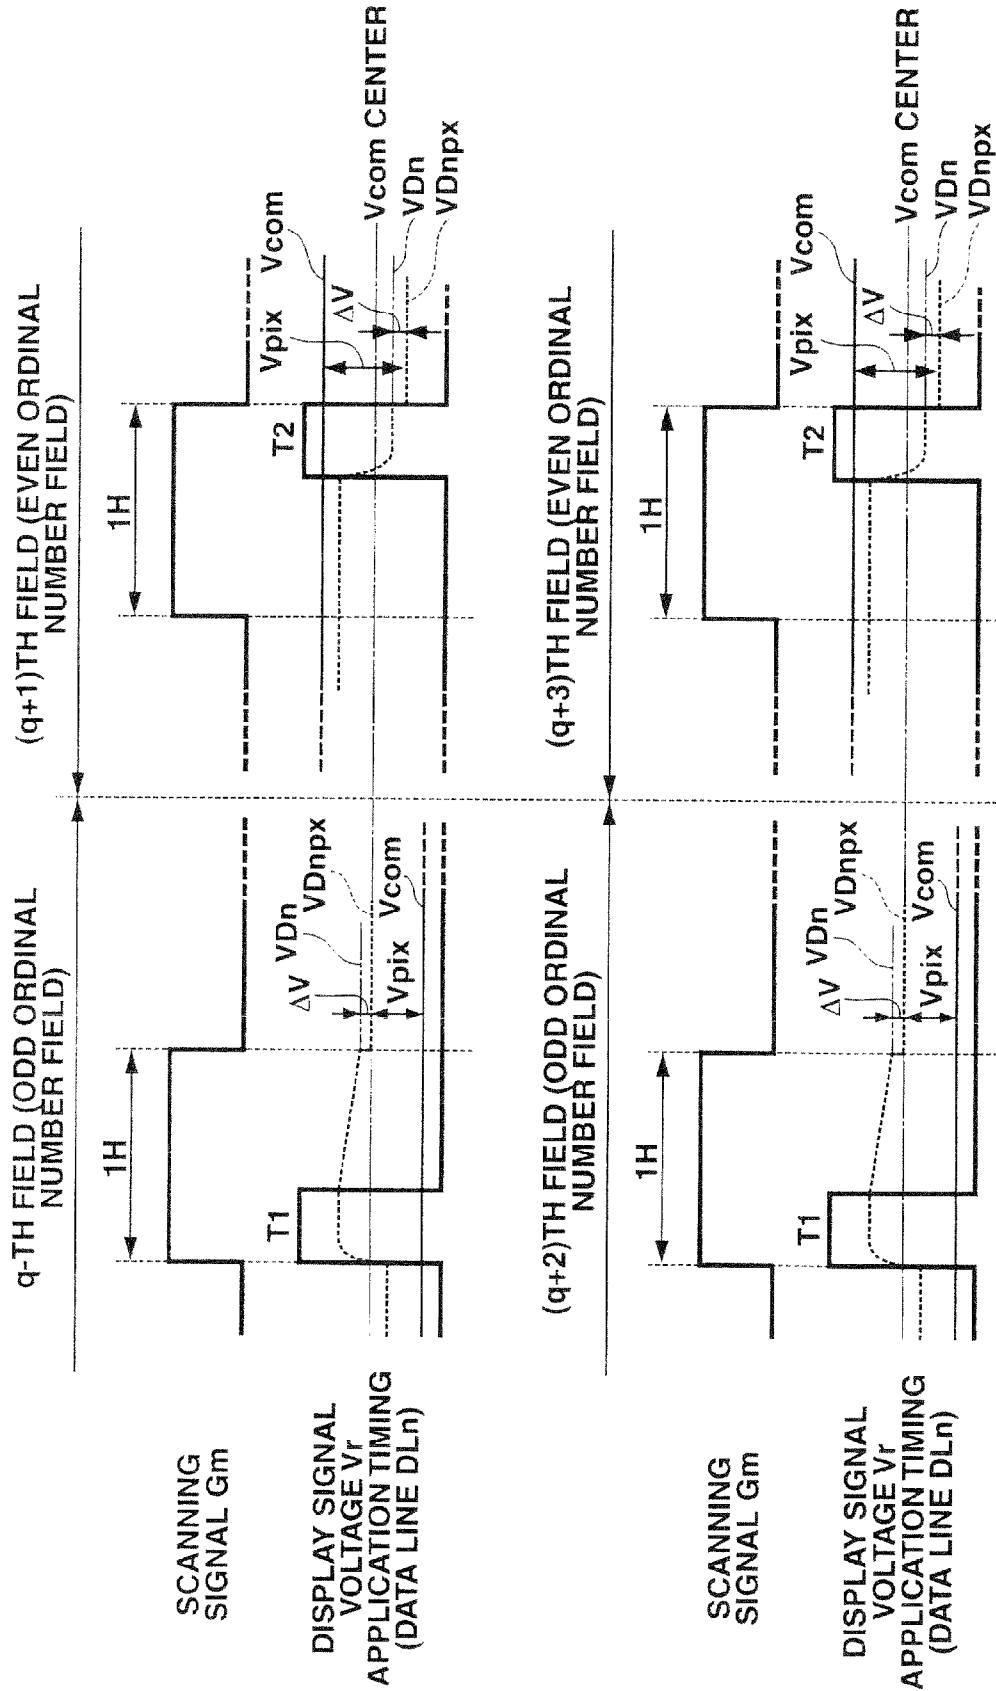 q-TH FIELD (ODD ORDINAL
NUMBER FIELD)
(q+1)TH FIELD (EVEN ORDINAL
NUMBER FIELD)
SCANNING
SIGNAL Gm
1H
1H
DISPLAY SIGNAL
VOLTAGE Vr
APPLICATION TIMING
(DATA LINE DLn)
T1
ΔV
VDn
VDnpx
Vpix
Vcom
T2
Vpix
Vcom
ΔV
Vcom CENTER
VDn
VDnpx
(q+2)TH FIELD (ODD ORDINAL
NUMBER FIELD)
(q+3)TH FIELD (EVEN ORDINAL
NUMBER FIELD)
SCANNING
SIGNAL Gm
1H
1H
DISPLAY SIGNAL
VOLTAGE Vr
APPLICATION TIMING
(DATA LINE DLn)
T1
ΔV
VDn
VDnpx
Vpix
Vcom
T2
Vpix
Vcom
ΔV
Vcom CENTER
VDn
VDnpx